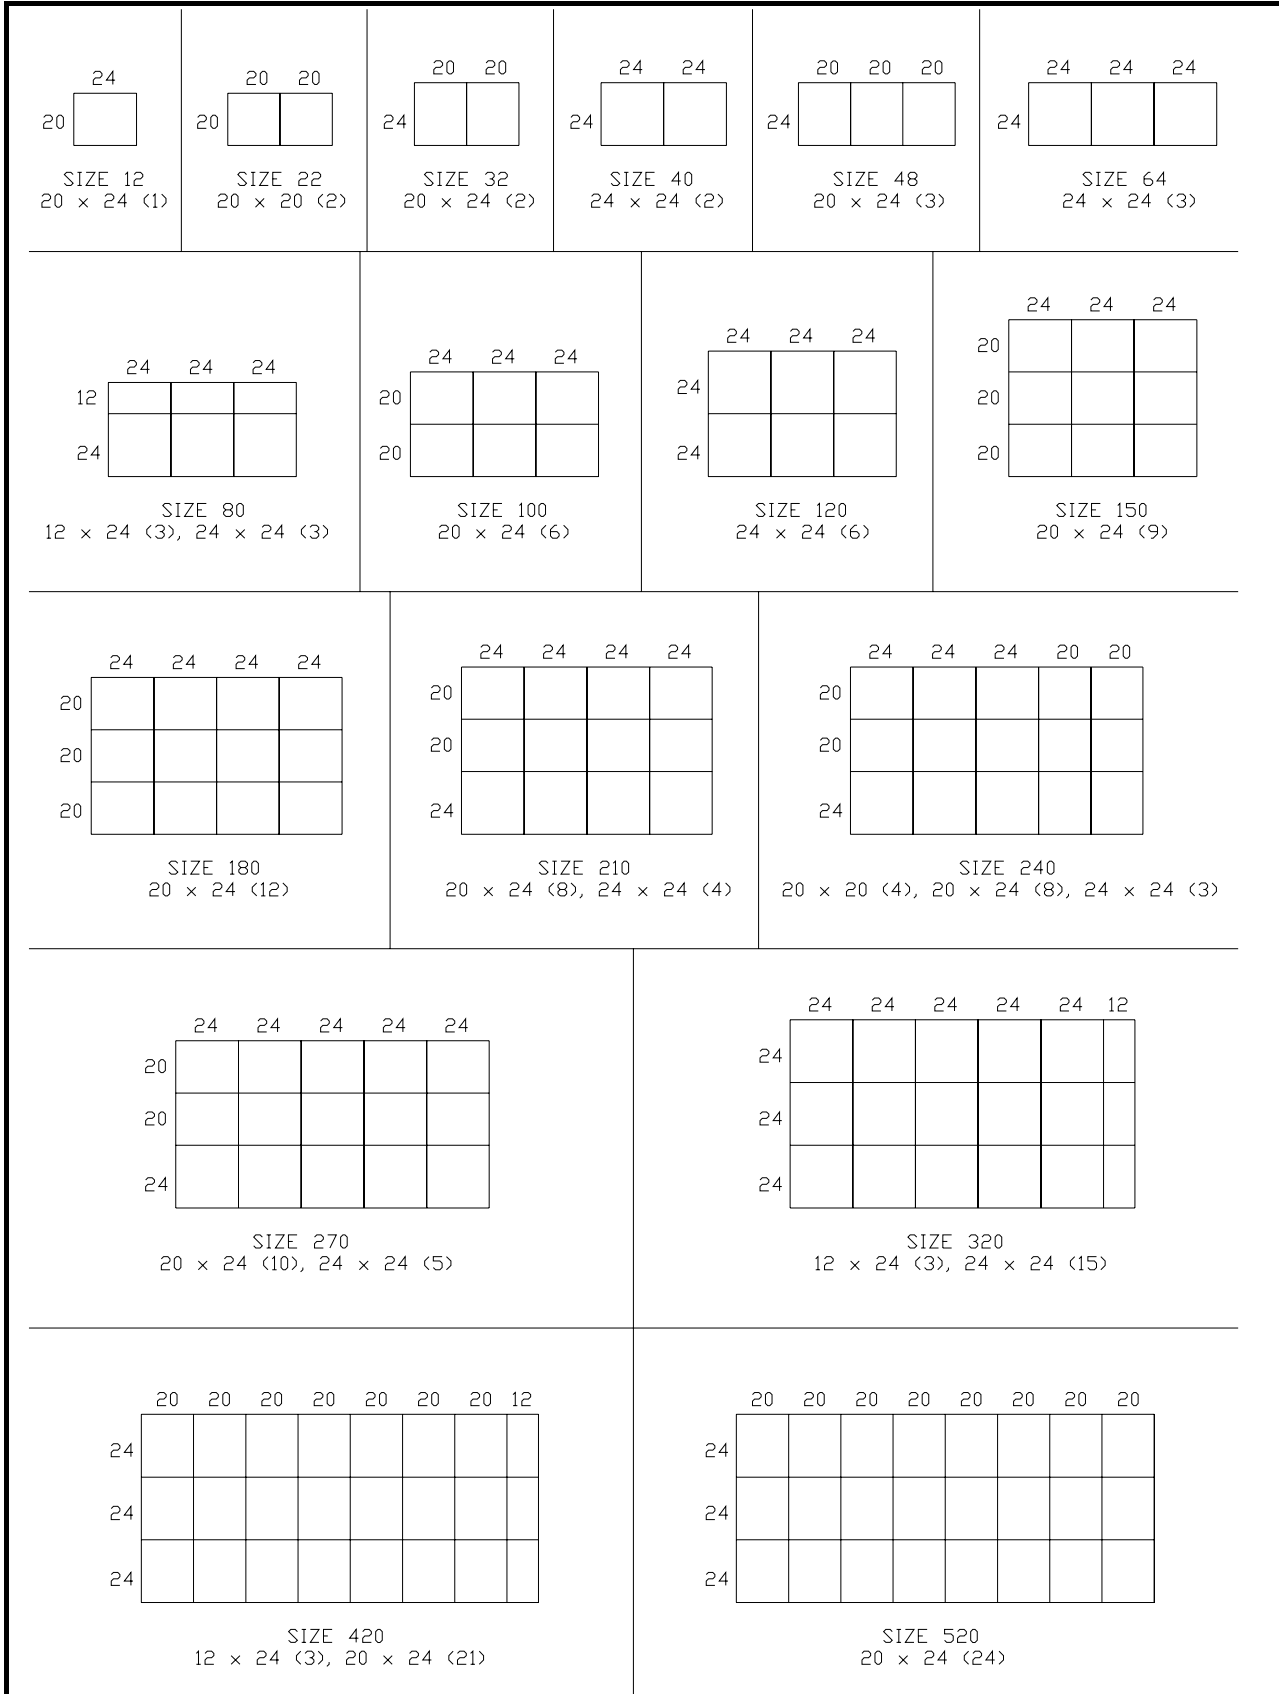 24
20
SIZE 12
20 x 24 (1)
20 20
20
SIZE 22
20 x 20 (2)
20 20
24
SIZE 32
20 x 24 (2)
24 24
24
SIZE 40
24 x 24 (2)
20 20 20
24
SIZE 48
20 x 24 (3)
24 24 24
24
SIZE 64
24 x 24 (3)
24 24 24
12
24
SIZE 80
12 x 24 (3), 24 x 24 (3)
24 24 24
20
20
SIZE 100
20 x 24 (6)
24 24 24
24
24
SIZE 120
24 x 24 (6)
24 24 24
20
20
20
SIZE 150
20 x 24 (9)
24 24 24 24
20
20
20
SIZE 180
20 x 24 (12)
24 24 24 24
20
20
24
SIZE 210
20 x 24 (8), 24 x 24 (4)
24 24 24 20 20
20
20
24
SIZE 240
20 x 20 (4), 20 x 24 (8), 24 x 24 (3)
24 24 24 24 24
20
20
24
SIZE 270
20 x 24 (10), 24 x 24 (5)
24 24 24 24 24 12
24
24
24
SIZE 320
12 x 24 (3), 24 x 24 (15)
20 20 20 20 20 20 20 12
24
24
24
SIZE 420
12 x 24 (3), 20 x 24 (21)
20 20 20 20 20 20 20 20
24
24
24
SIZE 520
20 x 24 (24)